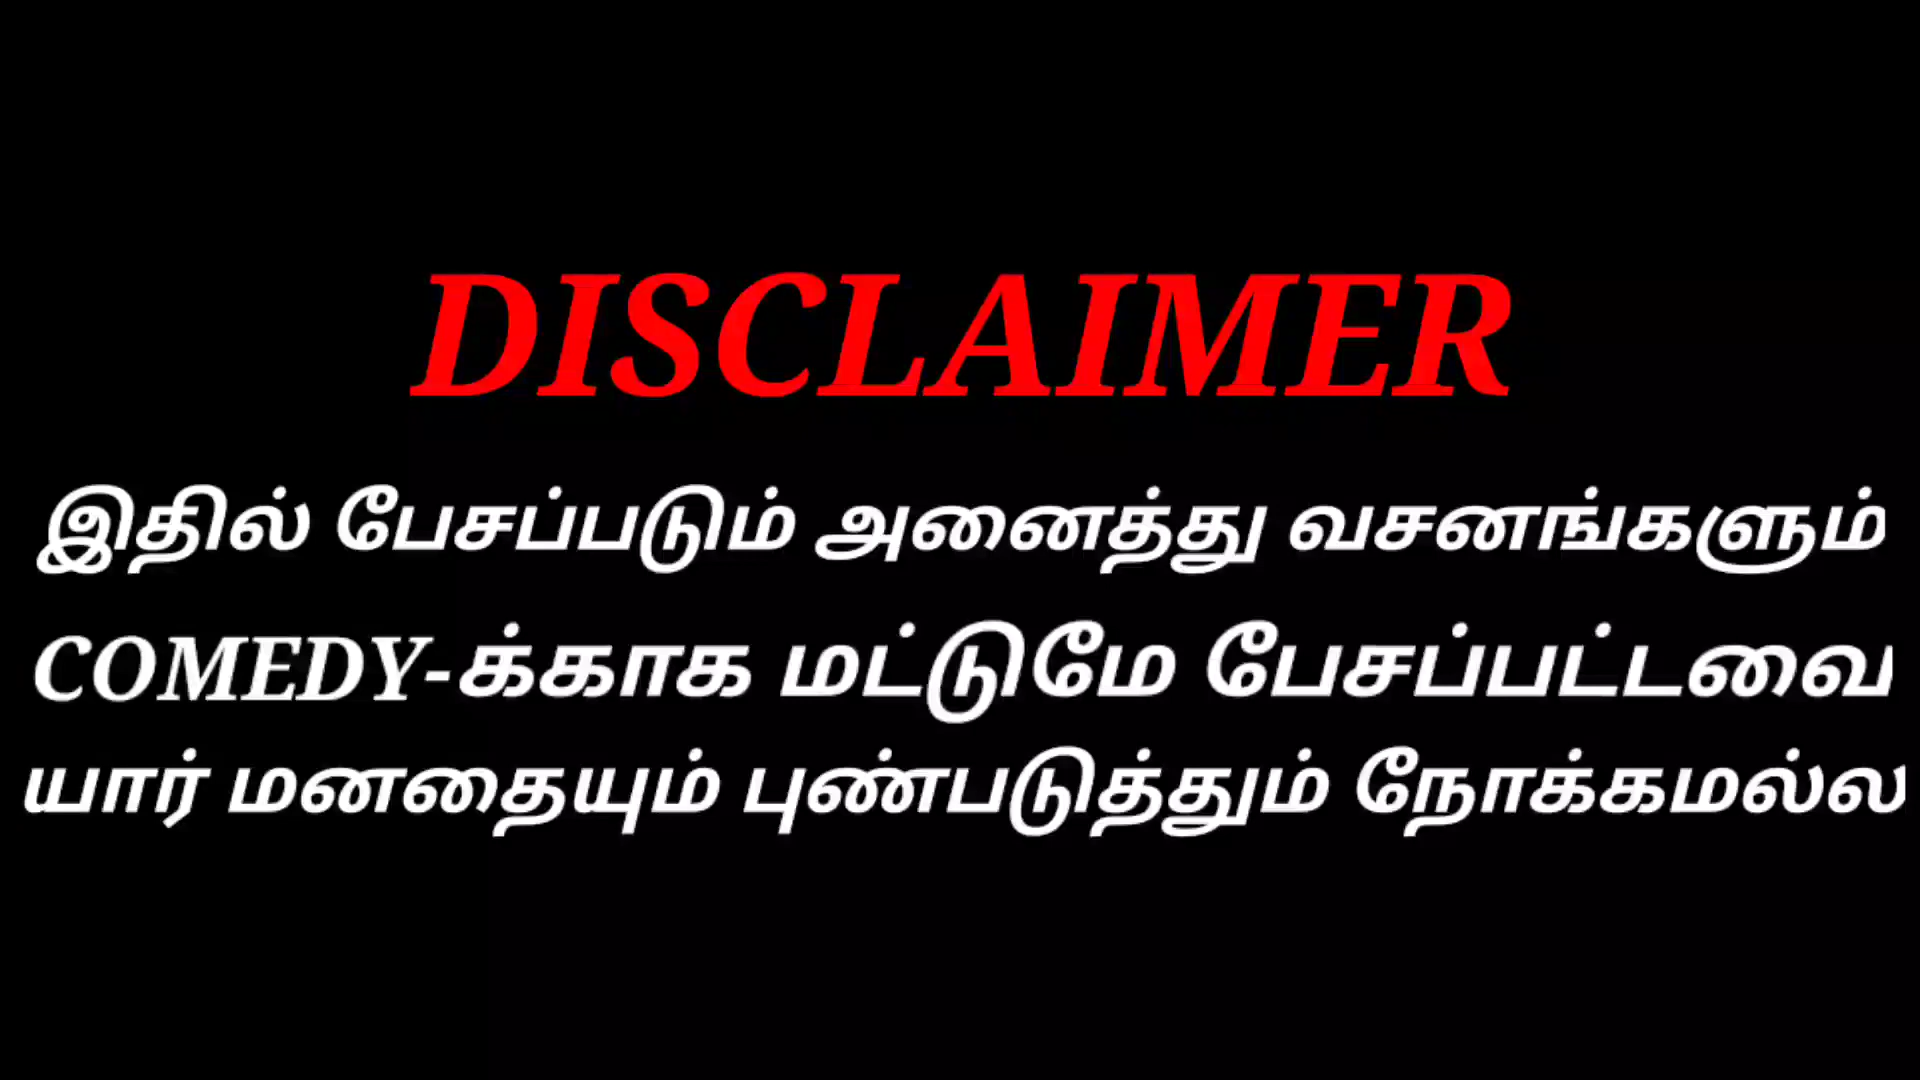 DISCLAIMER
இதில் பேசப்படும் அனைத்து வசனங்களும்
COMEDY-க்காக மட்டுமே பேசப்பட்டவை
யார் மனதையும் புண்படுத்தும் நோக்கமல்ல